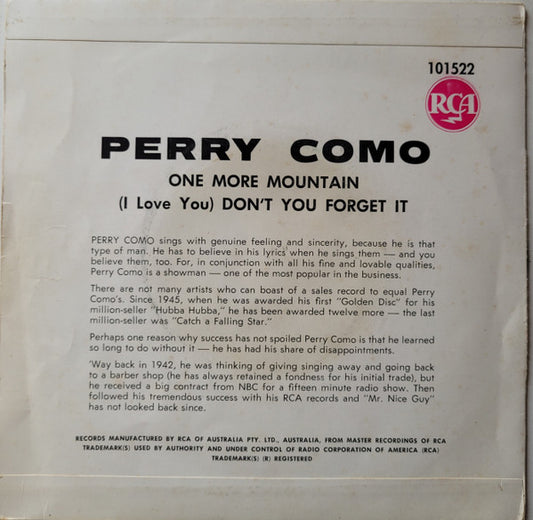 101522
RCA
PERRY COMO
ONE MORE MOUNTAIN
(I Love You) DON'T YOU FORGET IT
PERRY COMO sings with genuine feeling and sincerity, because he is that
type of man. He has to believe in his lyrics when he sings them — and you
believe them, too. For, in conjunction with all his fine and lovable qualities,
Perry Como is a showman — one of the most popular in the business.
There are not many artists who can boast of a sales record to equal Perry
Como's. Since 1945, when he was awarded his first "Golden Disc" for his
million-seller "Hubba Hubba," he has been awarded twelve more — the last
million-seller was "Catch a Falling Star."
Perhaps one reason why success has not spoiled Perry Como is that he learned
so long to do without it — he has had his share of disappointments.
'Way back in 1942, he was thinking of giving singing away and going back
to a barber shop (he has always retained a fondness for his initial trade), but
he received a big contract from NBC for a fifteen minute radio show. Then
followed his tremendous success with his RCA records and "Mr. Nice Guy"
has not looked back since.
RECORDS MANUFACTURED BY RCA OF AUSTRALIA PTY. LTD., AUSTRALIA, FROM MASTER RECORDINGS OF RCA
TRADEMARK(S) USED BY AUTHORITY AND UNDER CONTROL OF RADIO CORPORATION OF AMERICA (RCA)
TRADEMARK(S) (R) REGISTERED